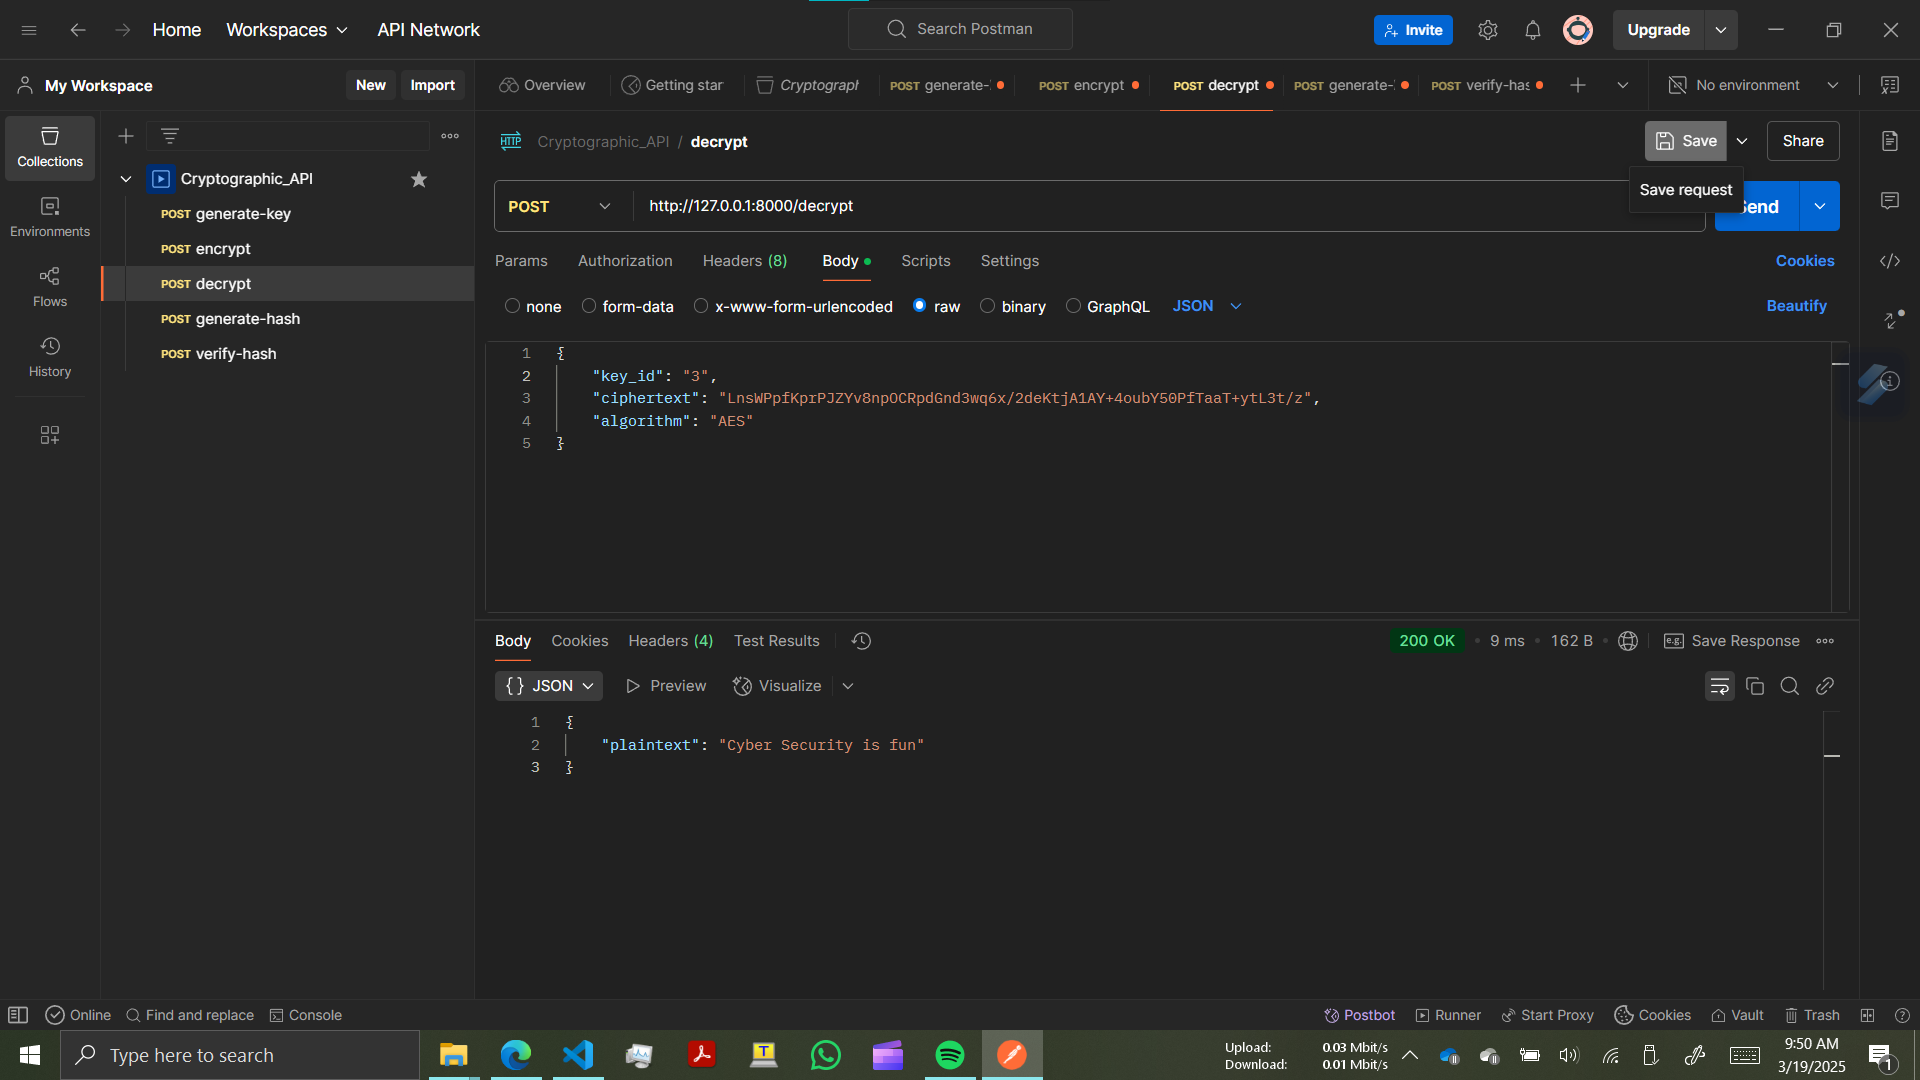 Home
Workspaces
API Network
Search Postman
Invite
Upgrade
My Workspace
New
Import
Overview
Getting star
Cryptograph
POST generate-
POST encrypt
POST decrypt
POST generate-
POST verify-has
No environment
Collections
Environments
Flows
History
Cryptographic_API
POST generate-key
POST encrypt
POST decrypt
POST generate-hash
POST verify-hash
HTTP
Cryptographic_API / decrypt
Save
Share
Save request
POST
http://127.0.0.1:8000/decrypt
end
Params
Authorization
Headers (8)
Body
Scripts
Settings
Cookies
none
form-data
x-www-form-urlencoded
raw
binary
GraphQL
JSON
Beautify
1 {
2 "key_id": "3",
3 "ciphertext": "LnsWPpfKprPJZYv8npOCRpdGnd3wq6x/2deKtjA1AY+4oubY50PfTaaT+ytL3t/z",
4 "algorithm": "AES"
5 }
Body
Cookies
Headers (4)
Test Results
200 OK
9 ms
162 B
e.g.
Save Response
{} JSON
Preview
Visualize
1 {
2 "plaintext": "Cyber Security is fun"
3 }
Online
Find and replace
Console
Postbot
Runner
Start Proxy
Cookies
Vault
Trash
Type here to search
Upload: 0.03 Mbit/s
Download: 0.01 Mbit/s
9:50 AM
3/19/2025
1